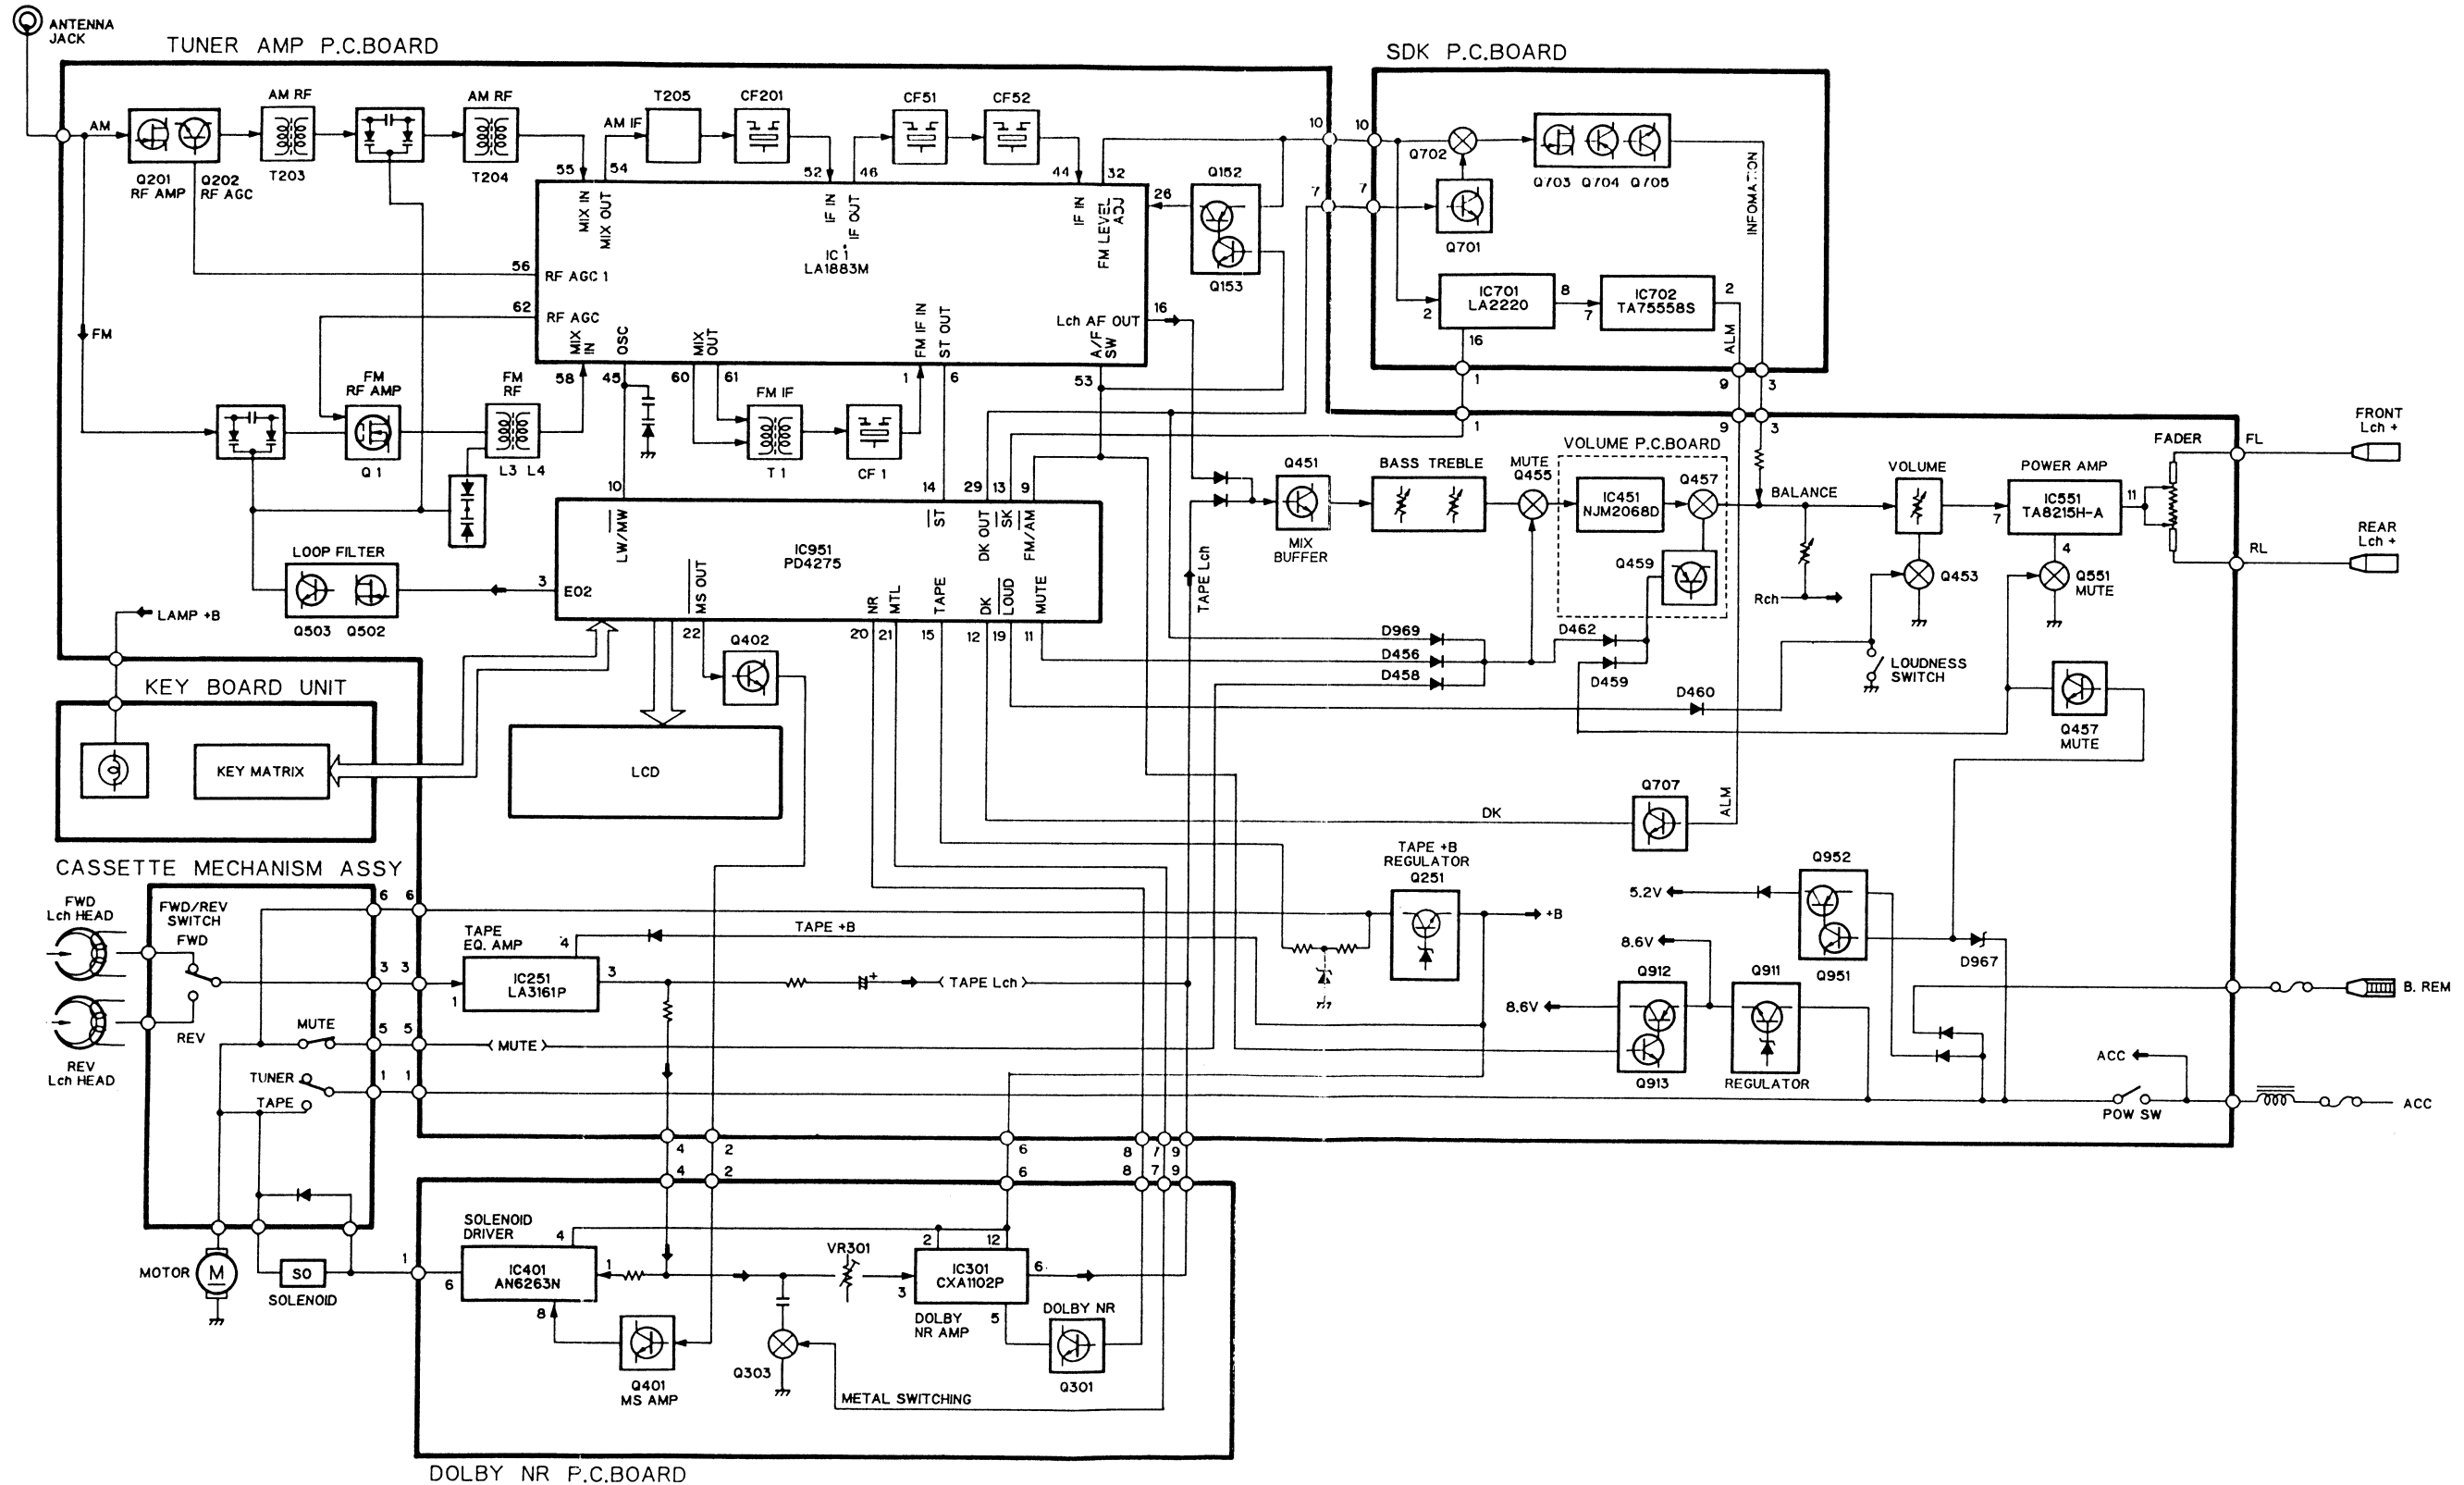 ANTENNA
JACK
TUNER AMP P.C.BOARD
SDK P.C.BOARD
AM
Q201
RF AMP
Q202
RF AGC
AM RF
T203
AM RF
T204
AM IF
T205
CF201
CF51
CF52
55
54
52
46
44
32
10
10
Q702
Q703 Q704 Q705
7
7
Q701
INFOMATION
Q152
26
Q153
MIX IN
MIX OUT
IF IN
IF OUT
IF IN
FM LEVEL
ADJ
IC 1
LA1883M
56
RF AGC 1
62
RF AGC
MIX
IN
OSC
MIX
OUT
FM IF IN
ST OUT
Lch AF OUT
16
A/F
SW
IC701
LA2220
2
8
16
IC702
TA75558S
7
2
ALM
1
9
3
1
9
3
FM
FM
RF AMP
Q 1
FM
RF
L3 L4
58
45
60
61
FM IF
T 1
CF 1
1
6
53
10
14
29
13
9
LW/MW
ST
DK OUT
SK
FM/AM
IC951
PD4275
3
EO2
MS OUT
NR
MTL
TAPE
DK
LOUD
MUTE
22
20
21
15
12
19
11
LOOP FILTER
Q503
Q502
LAMP +B
Q402
KEY BOARD UNIT
KEY MATRIX
LCD
TAPE Lch
Q451
MIX
BUFFER
BASS TREBLE
MUTE
Q455
VOLUME P.C.BOARD
IC451
NJM2068D
Q457
Q459
BALANCE
Rch
VOLUME
Q453
POWER AMP
IC551
TA8215H-A
7
11
4
Q551
MUTE
FADER
FL
FRONT
Lch +
RL
REAR
Lch +
D969
D456
D458
D462
D459
D460
LOUDNESS
SWITCH
Q457
MUTE
Q707
DK
ALM
CASSETTE MECHANISM ASSY
FWD
Lch HEAD
REV
Lch HEAD
FWD/REV
SWITCH
FWD
REV
MUTE
TUNER
TAPE
6
6
3
3
5
5
1
1
TAPE
EQ. AMP
4
IC251
LA3161P
1
3
TAPE +B
TAPE Lch
MUTE
TAPE +B
REGULATOR
Q251
+B
5.2V
Q952
Q951
D967
8.6V
8.6V
Q912
Q913
Q911
REGULATOR
B. REM
ACC
POW SW
ACC
4
2
6
8
7
9
4
2
6
8
7
9
MOTOR
M
SO
SOLENOID
1
SOLENOID
DRIVER
4
IC401
AN6263N
6
1
8
Q401
MS AMP
VR301
Q303
METAL SWITCHING
2
12
IC301
CXA1102P
3
6
5
DOLBY
NR AMP
DOLBY NR
Q301
DOLBY NR P.C.BOARD